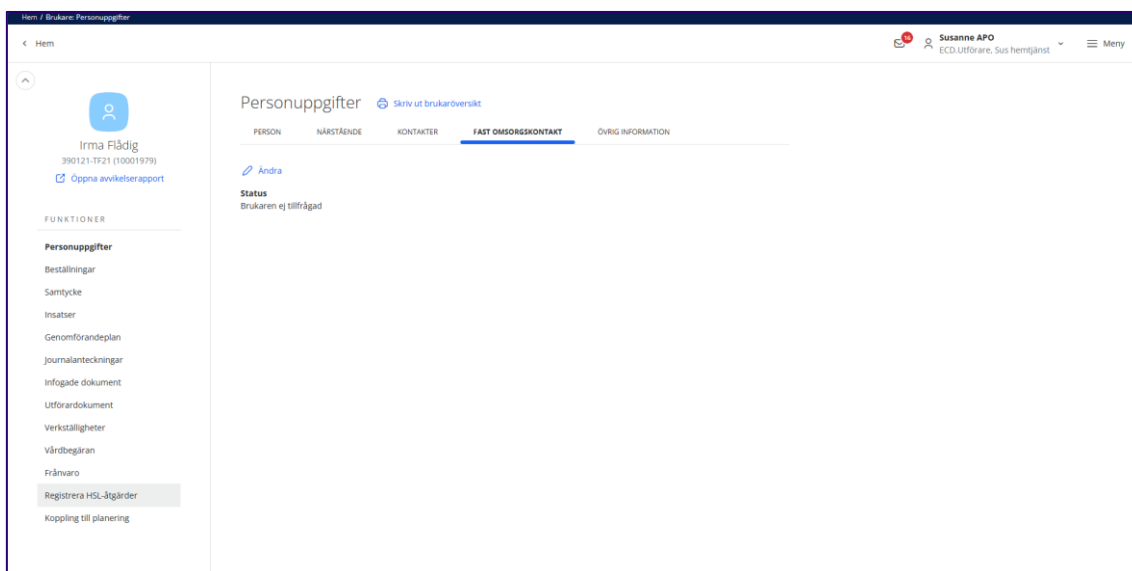 Hem / Brukare: Personuppgifter
Hem
16
Susanne APO
ECD.Utförare, Sus hemtjänst
Meny
Irma Flådig
390121-TF21 (10001979)
Öppna avvikelserapport
FUNKTIONER
Personuppgifter
Beställningar
Samtycke
Insatser
Genomförandeplan
Journalanteckningar
Infogade dokument
Utförardokument
Verkställigheter
Vårdbegäran
Frånvaro
Registrera HSL-åtgärder
Koppling till planering
Personuppgifter Skriv ut brukaröversikt
PERSON NÄRSTÅENDE KONTAKTER FAST OMSORGSKONTAKT ÖVRIG INFORMATION
Ändra
Status
Brukaren ej tillfrågad